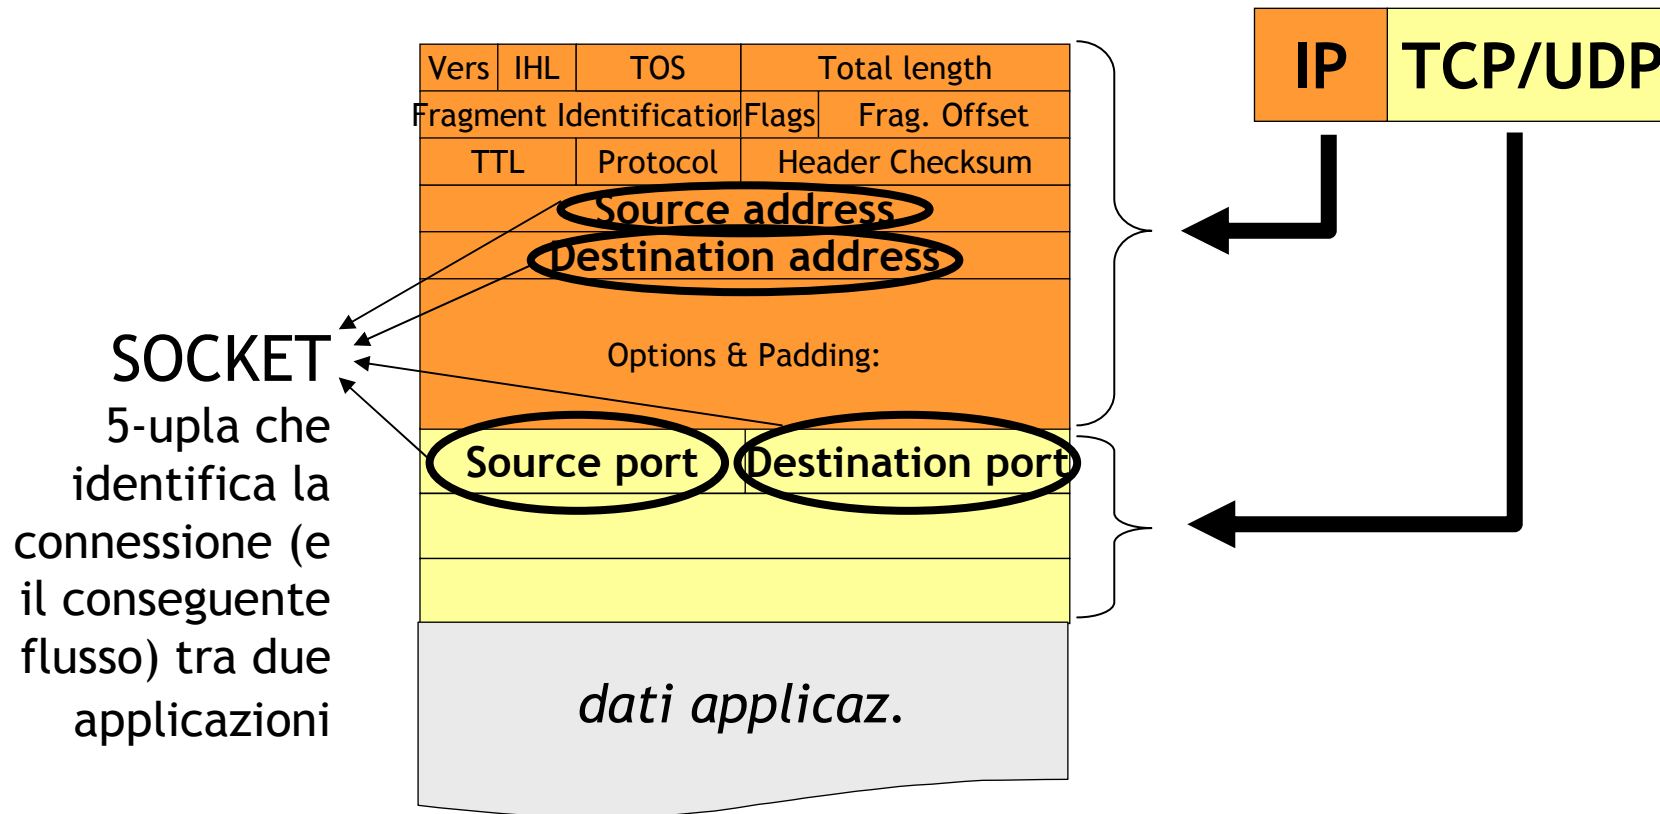 IP TCP/UDP
Vers IHL TOS Total length
Fragment Identification Flags Frag. Offset
TTL Protocol Header Checksum
Source address
Destination address
Options & Padding:
Source port Destination port
SOCKET
5-upla che
identifica la
connessione (e
il conseguente
flusso) tra due
applicazioni
dati applicaz.